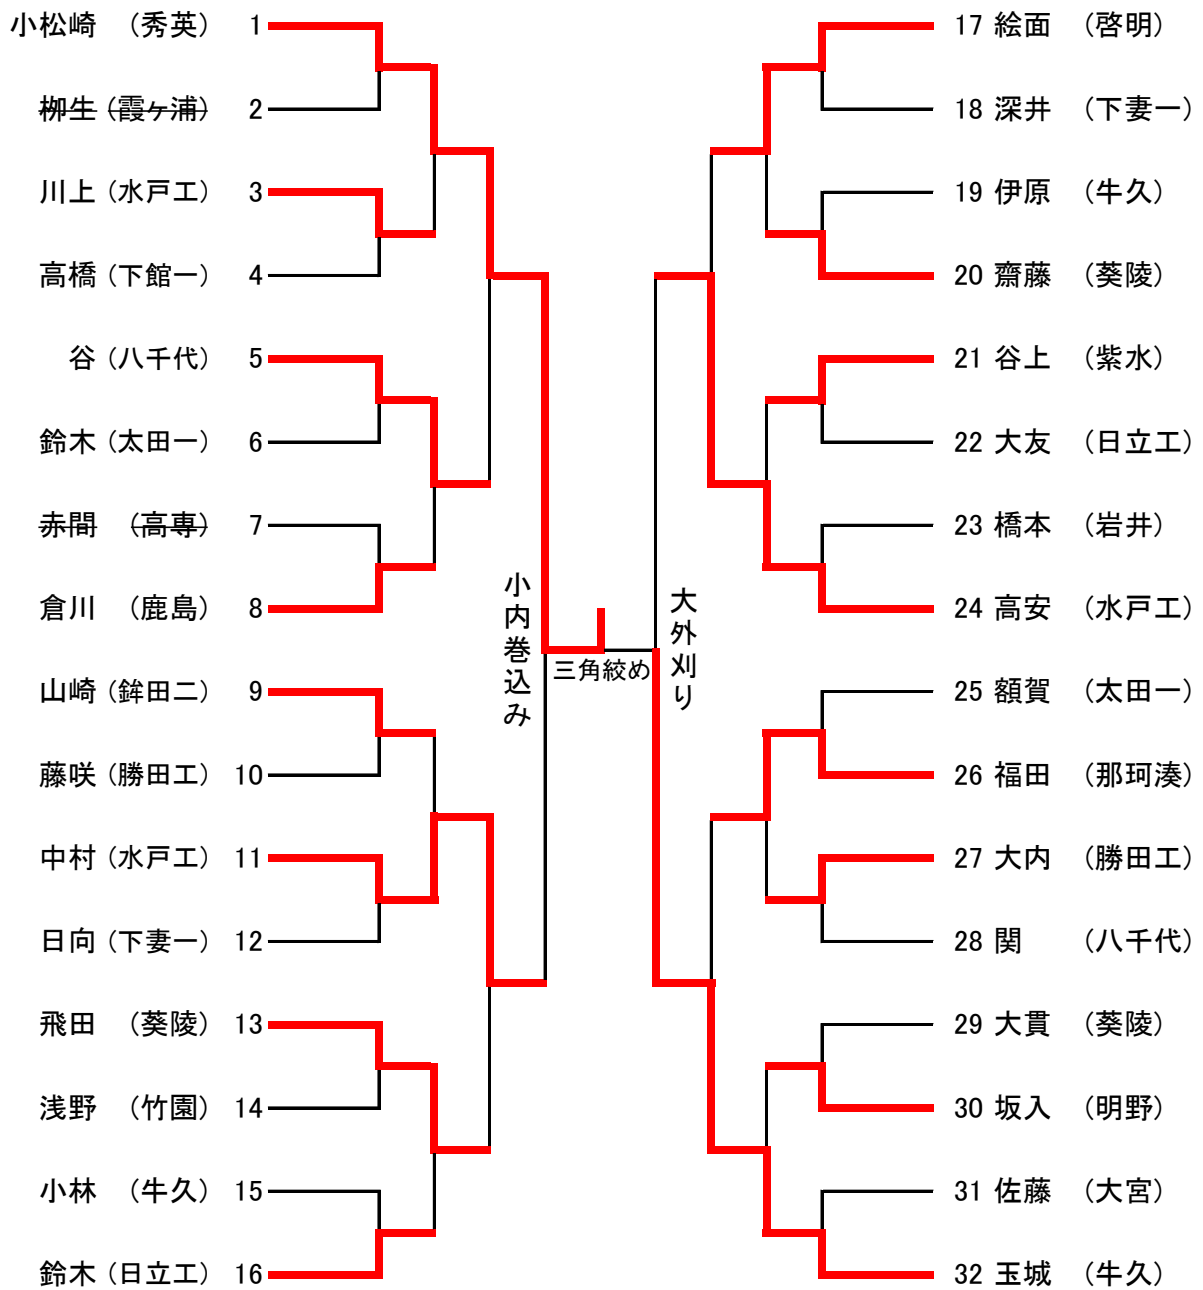 小松崎 （秀英） 1
柳生（霞ヶ浦） 2
川上（水戸工） 3
高橋（下館一） 4
谷（八千代） 5
鈴木（太田一） 6
赤間 （高専） 7
倉川 （鹿島） 8
山崎（鉾田二） 9
藤咲（勝田工） 10
中村（水戸工） 11
日向（下妻一） 12
飛田 （葵陵） 13
浅野 （竹園） 14
小林 （牛久） 15
鈴木（日立工） 16
小内巻込み
三角絞め
大外刈り
17 絵面 （啓明）
18 深井 （下妻一）
19 伊原 （牛久）
20 齋藤 （葵陵）
21 谷上 （紫水）
22 大友 （日立工）
23 橋本 （岩井）
24 高安 （水戸工）
25 額賀 （太田一）
26 福田 （那珂湊）
27 大内 （勝田工）
28 関 （八千代）
29 大貫 （葵陵）
30 坂入 （明野）
31 佐藤 （大宮）
32 玉城 （牛久）